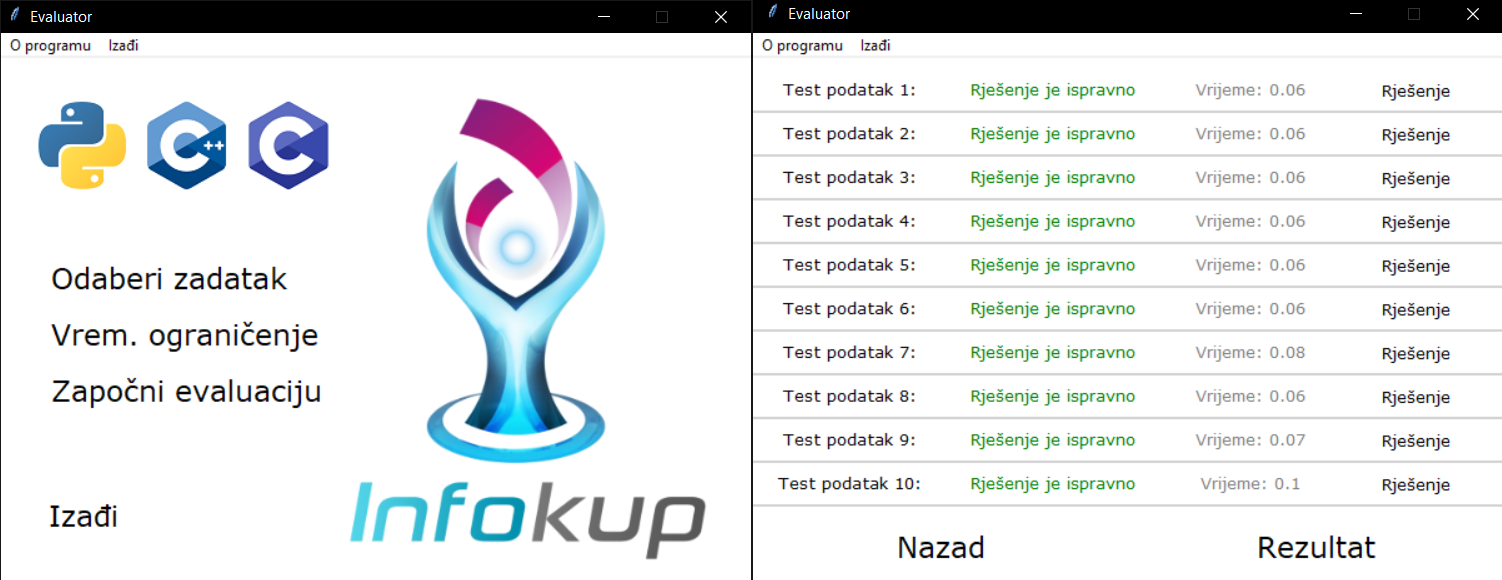 Evaluator
O programu Izađi
C++ C
Odaberi zadatak
Vrem. ograničenje
Započni evaluaciju
Izađi
Infokup
Evaluator
O programu Izađi
Test podatak 1: Rješenje je ispravno Vrijeme: 0.06 Rješenje
Test podatak 2: Rješenje je ispravno Vrijeme: 0.06 Rješenje
Test podatak 3: Rješenje je ispravno Vrijeme: 0.06 Rješenje
Test podatak 4: Rješenje je ispravno Vrijeme: 0.06 Rješenje
Test podatak 5: Rješenje je ispravno Vrijeme: 0.06 Rješenje
Test podatak 6: Rješenje je ispravno Vrijeme: 0.06 Rješenje
Test podatak 7: Rješenje je ispravno Vrijeme: 0.08 Rješenje
Test podatak 8: Rješenje je ispravno Vrijeme: 0.06 Rješenje
Test podatak 9: Rješenje je ispravno Vrijeme: 0.07 Rješenje
Test podatak 10: Rješenje je ispravno Vrijeme: 0.1 Rješenje
Nazad Rezultat